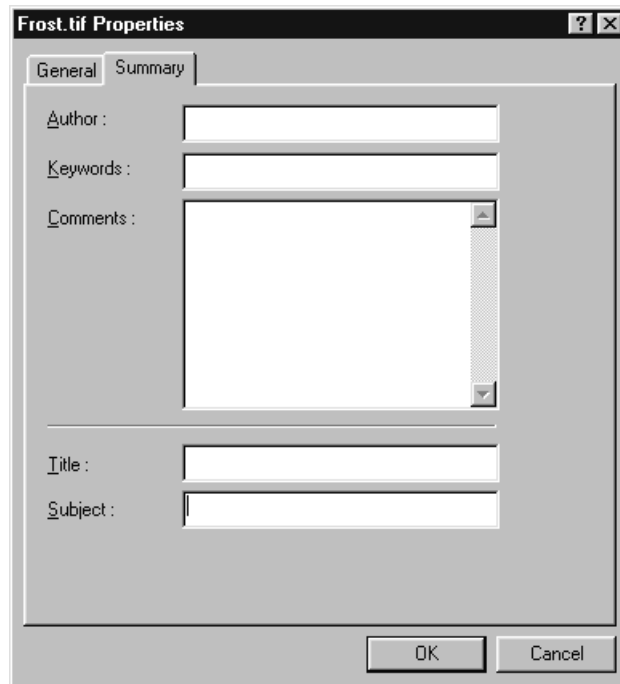 Frost.tif Properties
General Summary
Author :
Keywords :
Comments :
Title :
Subject :
OK Cancel